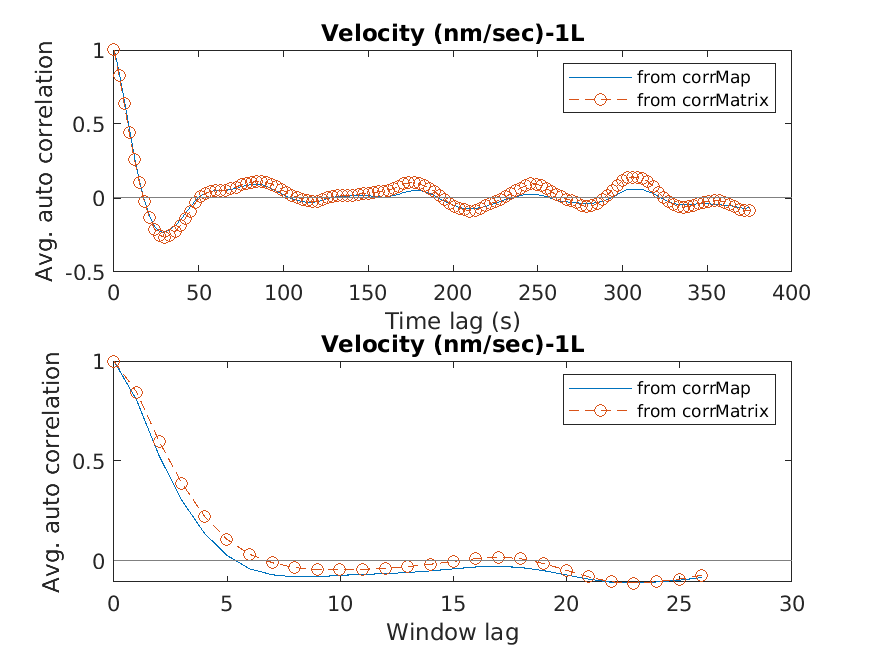 Velocity (nm/sec)-1L
1
0.5
0
-0.5
Avg. auto correlation
from corrMap
from corrMatrix
0 50 100 150 200 250 300 350 400
Time lag (s)
Velocity (nm/sec)-1L
1
0.5
0
Avg. auto correlation
from corrMap
from corrMatrix
0 5 10 15 20 25 30
Window lag